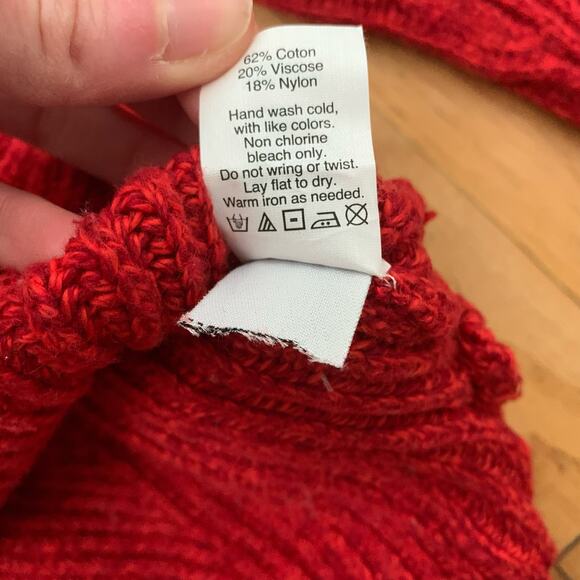 62% Coton
20% Viscose
18% Nylon
Hand wash cold,
with like colors.
Non chlorine
bleach only.
Do not wring or twist.
Lay flat to dry.
Warm iron as needed.